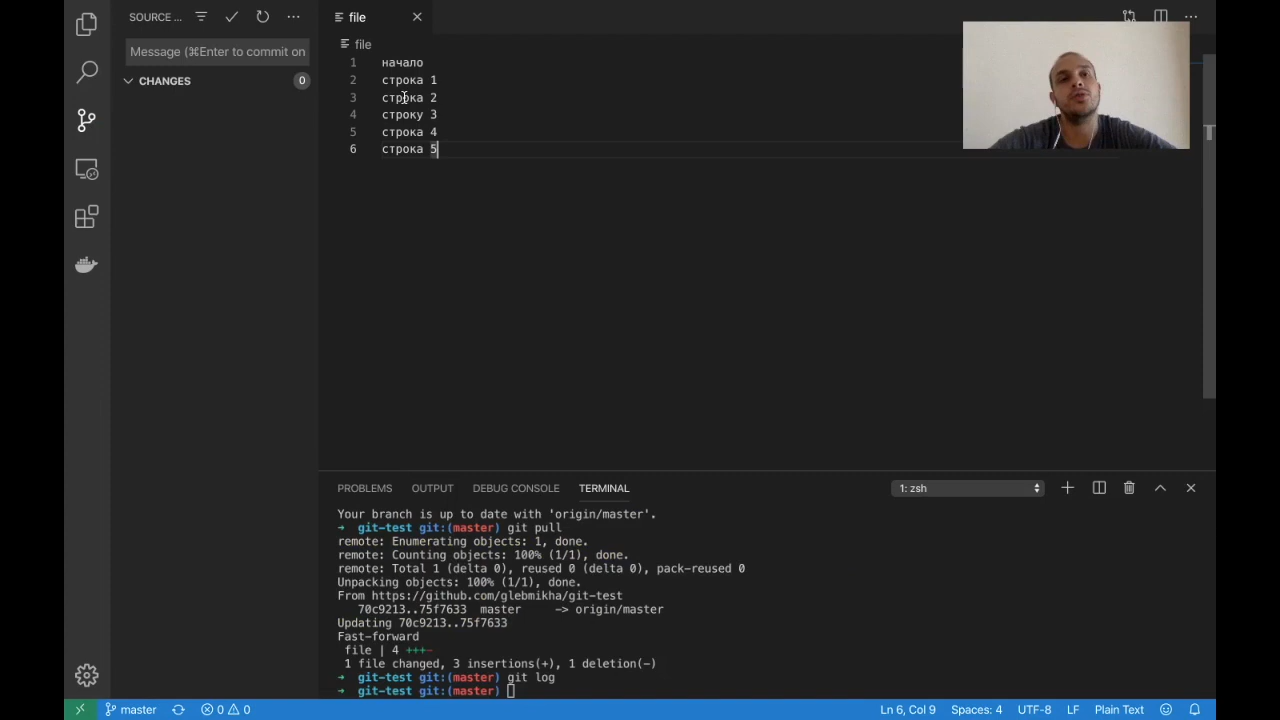 SOURCE ...
Message (⌘Enter to commit on
CHANGES
0
file
file
1 начало
2 строка 1
3 строка 2
4 строку 3
5 строка 4
6 строка 5
PROBLEMS OUTPUT DEBUG CONSOLE TERMINAL
1: zsh
Your branch is up to date with 'origin/master'.
➜ git-test git:(master) git pull
remote: Enumerating objects: 1, done.
remote: Counting objects: 100% (1/1), done.
remote: Total 1 (delta 0), reused 0 (delta 0), pack-reused 0
Unpacking objects: 100% (1/1), done.
From https://github.com/glebmikha/git-test
70c9213..75f7633 master -> origin/master
Updating 70c9213..75f7633
Fast-forward
file | 4 +++-
1 file changed, 3 insertions(+), 1 deletion(-)
➜ git-test git:(master) git log
➜ git-test git:(master)
master 0 0 Ln 6, Col 9 Spaces: 4 UTF-8 LF Plain Text